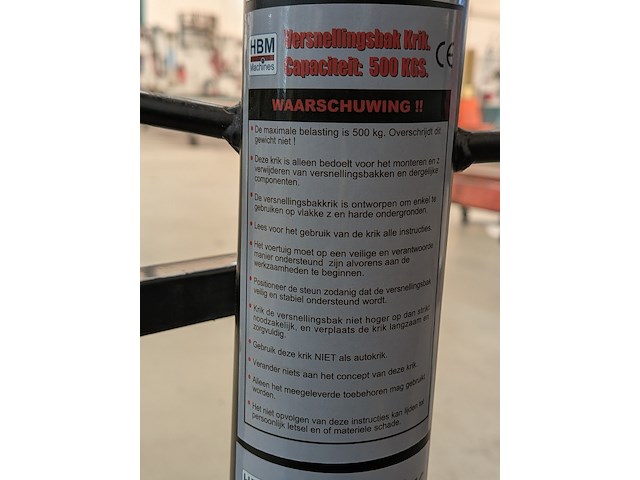 HBM
Machines
Versnellingsbak Krik.
Capaciteit: 500 KGS.
CE
WAARSCHUWING !!
• De maximale belasting is 500 kg. Overschrijdt dit
gewicht niet !
• Deze krik is alleen bedoelt voor het monteren en z
verwijderen van versnellingsbakken en dergelijke
componenten.
• De versnellingsbakkrik is ontworpen om enkel te
gebruiken op vlakke z en harde ondergronden.
• Lees voor het gebruik van de krik alle instructies.
• Het voertuig moet op een veilige en verantwoorde
manier ondersteund zijn alvorens aan de
werkzaamheden te beginnen.
• Positioneer de steun zodanig dat de versnellingsbak
veilig en stabiel ondersteund wordt.
• Krik de versnellingsbak niet hoger op dan strikt
noodzakelijk, en verplaats de krik langzaam en
zorgvuldig.
• Gebruik deze krik NIET als autokrik.
• Verander niets aan het concept van deze krik
• Alleen het meegeleverde toebehoren mag gebruikt
worden.
• Het niet opvolgen van deze instructies kan lijden tot
persoonlijk letsel en of materiele schade.